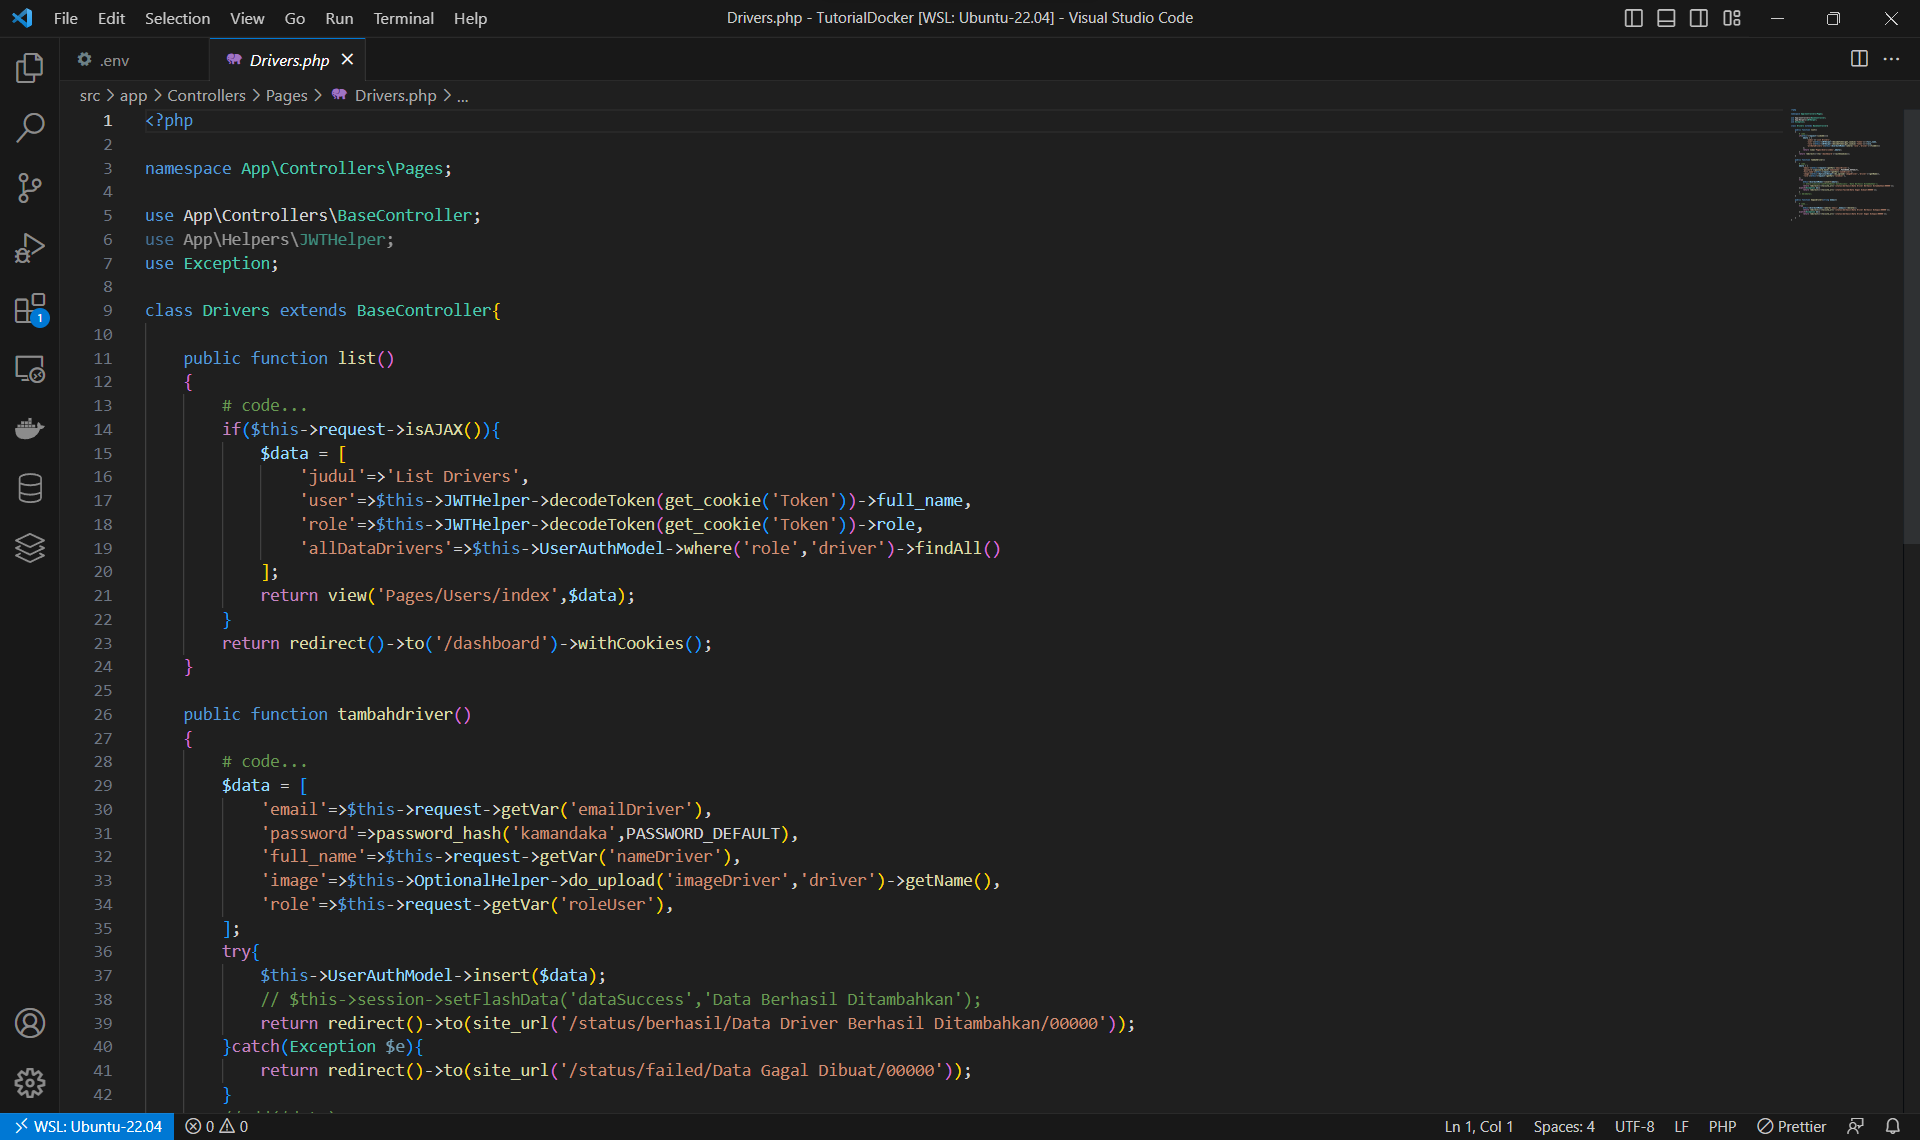 File Edit Selection View Go Run Terminal Help
Drivers.php - TutorialDocker [WSL: Ubuntu-22.04] - Visual Studio Code
.env
Drivers.php
src > app > Controllers > Pages > Drivers.php > ...
1 <?php
2
3 namespace App\Controllers\Pages;
4
5 use App\Controllers\BaseController;
6 use App\Helpers\JWTHelper;
7 use Exception;
8
9 class Drivers extends BaseController{
10
11 public function list()
12 {
13 # code...
14 if($this->request->isAJAX()){
15 $data = [
16 'judul'=>'List Drivers',
17 'user'=>$this->JWTHelper->decodeToken(get_cookie('Token'))->full_name,
18 'role'=>$this->JWTHelper->decodeToken(get_cookie('Token'))->role,
19 'allDataDrivers'=>$this->UserAuthModel->where('role','driver')->findAll()
20 ];
21 return view('Pages/Users/index',$data);
22 }
23 return redirect()->to('/dashboard')->withCookies();
24 }
25
26 public function tambahdriver()
27 {
28 # code...
29 $data = [
30 'email'=>$this->request->getVar('emailDriver'),
31 'password'=>password_hash('kamandaka',PASSWORD_DEFAULT),
32 'full_name'=>$this->request->getVar('nameDriver'),
33 'image'=>$this->OptionalHelper->do_upload('imageDriver','driver')->getName(),
34 'role'=>$this->request->getVar('roleUser'),
35 ];
36 try{
37 $this->UserAuthModel->insert($data);
38 // $this->session->setFlashData('dataSuccess','Data Berhasil Ditambahkan');
39 return redirect()->to(site_url('/status/berhasil/Data Driver Berhasil Ditambahkan/00000'));
40 }catch(Exception $e){
41 return redirect()->to(site_url('/status/failed/Data Gagal Dibuat/00000'));
42 }
1
WSL: Ubuntu-22.04 0 0
Ln 1, Col 1 Spaces: 4 UTF-8 LF PHP Prettier